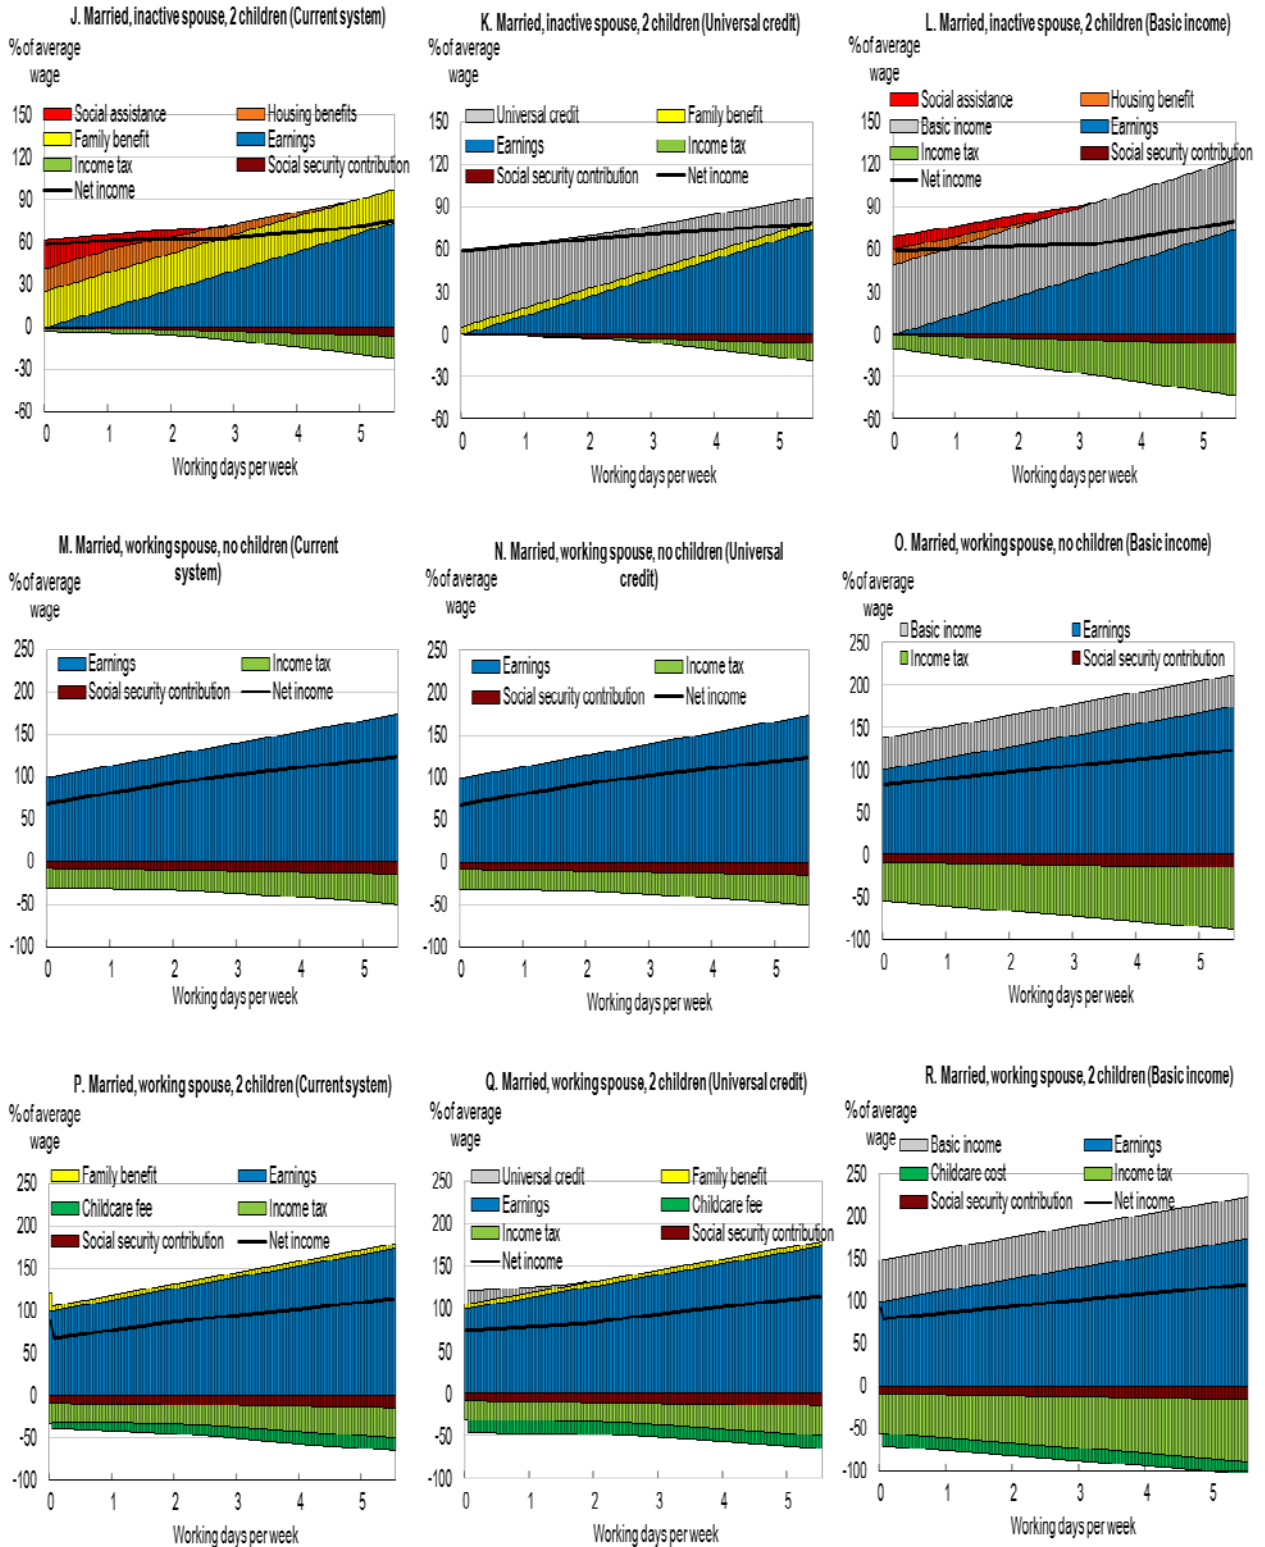 J. Married, inactive spouse, 2 children (Current system)
% of average
wage
Social assistance
Housing benefits
Family benefit
Earnings
Income tax
Social security contribution
Net income
150
120
90
60
30
0
-30
-60
0 1 2 3 4 5
Working days per week
K. Married, inactive spouse, 2 children (Universal credit)
% of average
wage
Universal credit
Family benefit
Earnings
Income tax
Social security contribution
Net income
150
120
90
60
30
0
-30
-60
0 1 2 3 4 5
Working days per week
L. Married, inactive spouse, 2 children (Basic income)
% of average
wage
Social assistance
Housing benefit
Basic income
Earnings
Income tax
Social security contribution
Net income
150
120
90
60
30
0
-30
-60
0 1 2 3 4 5
Working days per week
M. Married, working spouse, no children (Current
system)
% of average
wage
Earnings
Income tax
Social security contribution
Net income
250
200
150
100
50
0
-50
-100
0 1 2 3 4 5
Working days per week
N. Married, working spouse, no children (Universal
credit)
% of average
wage
Earnings
Income tax
Social security contribution
Net income
250
200
150
100
50
0
-50
-100
0 1 2 3 4 5
Working days per week
O. Married, working spouse, no children (Basic income)
% of average
wage
Basic income
Earnings
Income tax
Social security contribution
250
200
150
100
50
0
-50
-100
0 1 2 3 4 5
Working days per week
P. Married, working spouse, 2 children (Current system)
% of average
wage
Family benefit
Earnings
Childcare fee
Income tax
Social security contribution
Net income
250
200
150
100
50
0
-50
-100
0 1 2 3 4 5
Working days per week
Q. Married, working spouse, 2 children (Universal credit)
% of average
wage
Universal credit
Family benefit
Earnings
Childcare fee
Income tax
Social security contribution
Net income
250
200
150
100
50
0
-50
-100
0 1 2 3 4 5
Working days per week
R. Married, working spouse, 2 children (Basic income)
% of average
wage
Basic income
Earnings
Childcare cost
Income tax
Social security contribution
Net income
250
200
150
100
50
0
-50
-100
0 1 2 3 4 5
Working days per week